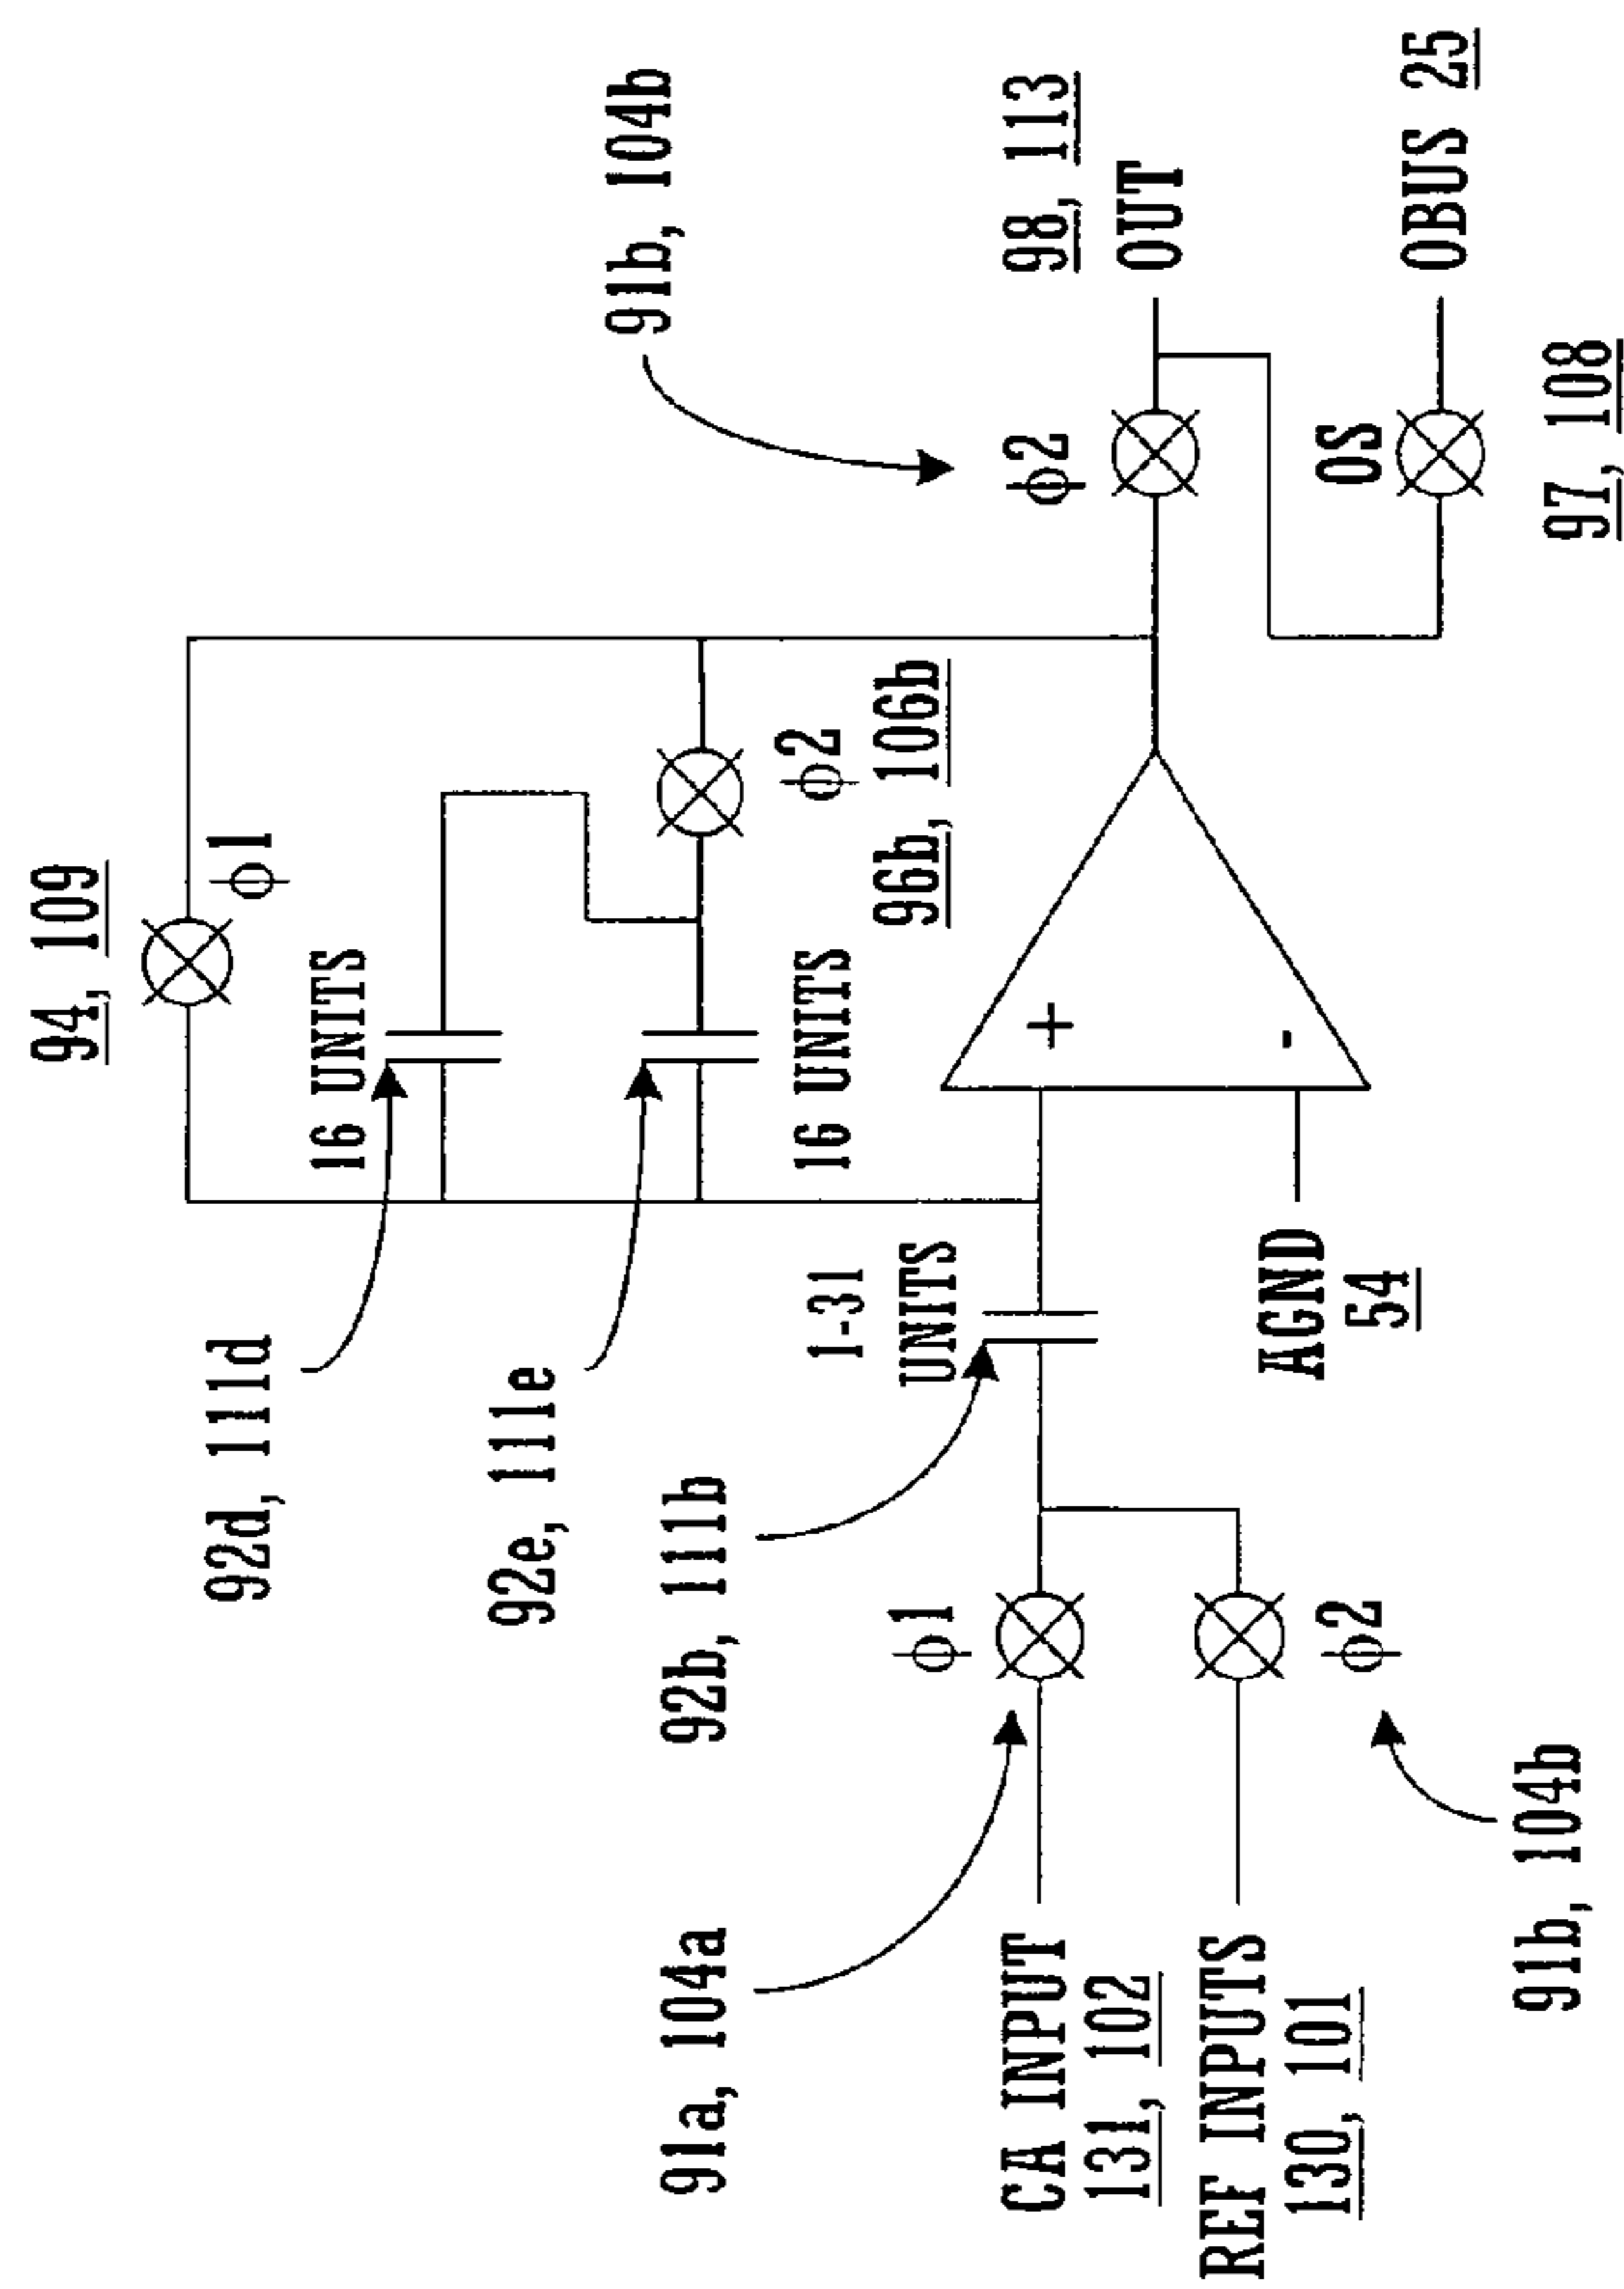 94, 109
ϕ1
16 UNITS
92d, 111d
92e, 111e
16 UNITS
ϕ2
96b, 106b
91b, 104b
92b, 111b
1-31
UNITS
91a, 104a
ϕ1
CA INPUT
131, 102
REF INPUTS
130, 101
ϕ2
91b, 104b
+
-
AGND
54
ϕ2
98, 113
OUT
OS
OBUS 25
97, 108